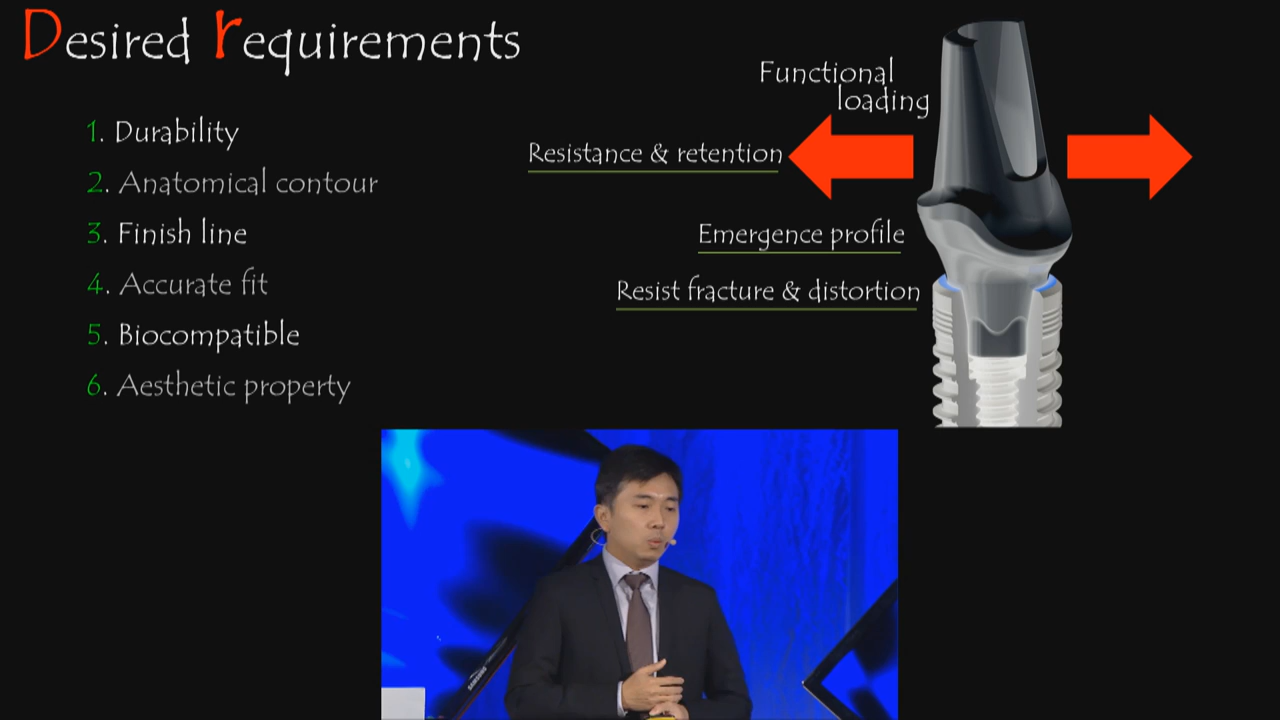 Desired requirements
1. Durability
2. Anatomical contour
3. Finish line
4. Accurate fit
5. Biocompatible
6. Aesthetic property
Functional
loading
Resistance & retention
Emergence profile
Resist fracture & distortion
SAMSUNG